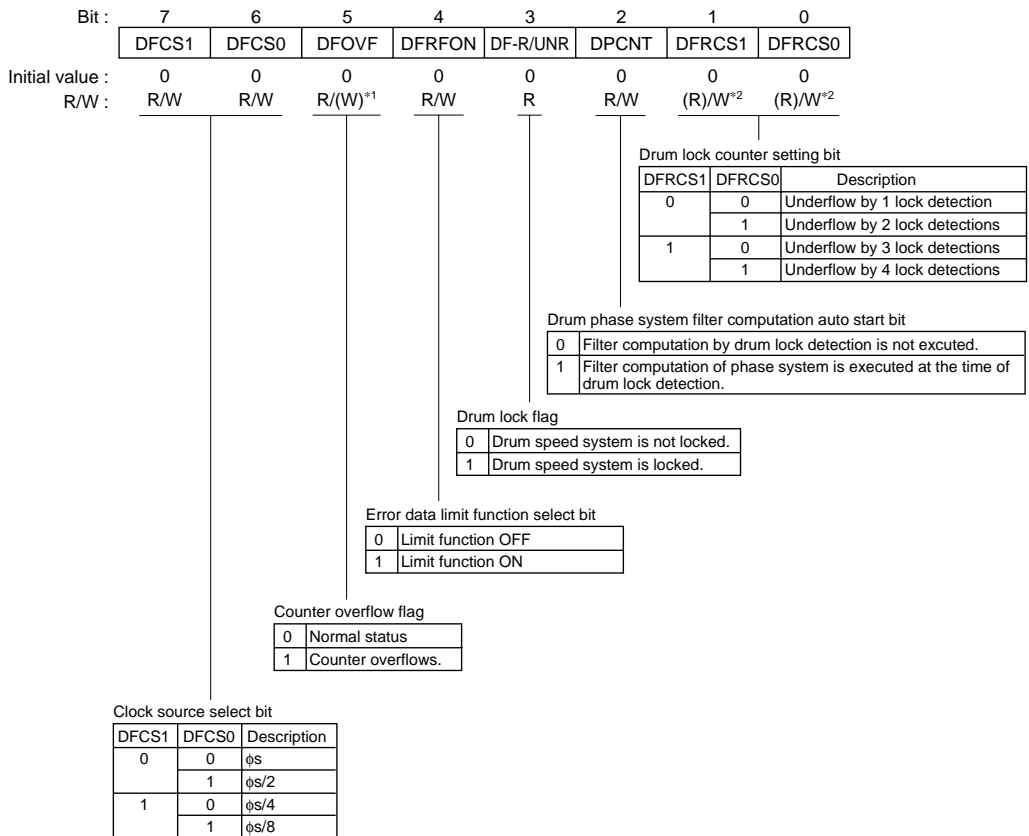 Bit : 7 6 5 4 3 2 1 0
DFCS1 DFCS0 DFOVF DFRFON DF-R/UNR DPCNT DFRCS1 DFRCS0
Initial value : 0 0 0 0 0 0 0 0
R/W : R/W R/W R/(W)*1 R/W R R/W (R)/W*2 (R)/W*2
Drum lock counter setting bit
DFRCS1 DFRCS0 Description
0 0 Underflow by 1 lock detection
1 Underflow by 2 lock detections
1 0 Underflow by 3 lock detections
1 Underflow by 4 lock detections
Drum phase system filter computation auto start bit
0 Filter computation by drum lock detection is not excuted.
1 Filter computation of phase system is executed at the time of
drum lock detection.
Drum lock flag
0 Drum speed system is not locked.
1 Drum speed system is locked.
Error data limit function select bit
0 Limit function OFF
1 Limit function ON
Counter overflow flag
0 Normal status
1 Counter overflows.
Clock source select bit
DFCS1 DFCS0 Description
0 0 ϕs
1 ϕs/2
1 0 ϕs/4
1 ϕs/8